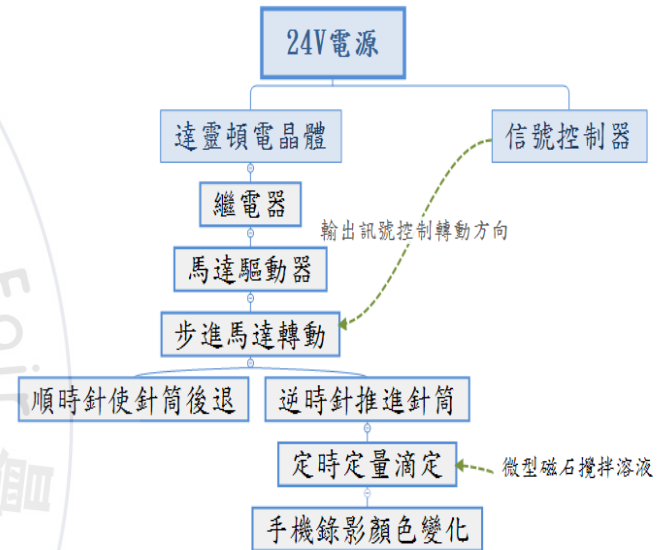 24V電源
達靈頓電晶體
信號控制器
繼電器
輸出訊號控制轉動方向
馬達驅動器
步進馬達轉動
順時針使針筒後退
逆時針推進針筒
定時定量滴定
微型磁石攪拌溶液
手機錄影顏色變化